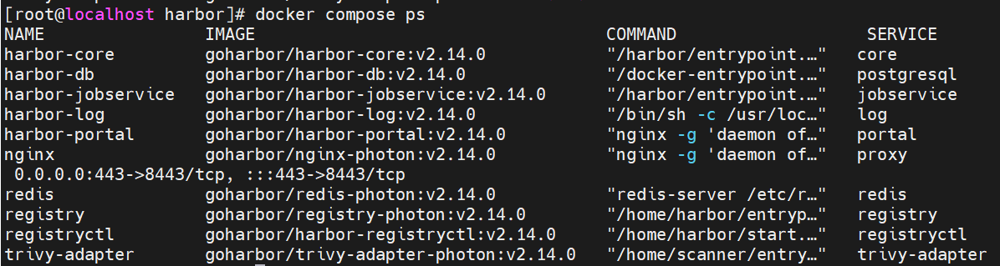 [root@localhost harbor]# docker compose ps
NAME IMAGE COMMAND SERVICE
harbor-core goharbor/harbor-core:v2.14.0 "/harbor/entrypoint.…" core
harbor-db goharbor/harbor-db:v2.14.0 "/docker-entrypoint.…" postgresql
harbor-jobservice goharbor/harbor-jobservice:v2.14.0 "/harbor/entrypoint.…" jobservice
harbor-log goharbor/harbor-log:v2.14.0 "/bin/sh -c /usr/loc…" log
harbor-portal goharbor/harbor-portal:v2.14.0 "nginx -g 'daemon of…" portal
nginx goharbor/nginx-photon:v2.14.0 "nginx -g 'daemon of…" proxy
0.0.0.0:443->8443/tcp, :::443->8443/tcp
redis goharbor/redis-photon:v2.14.0 "redis-server /etc/r…" redis
registry goharbor/registry-photon:v2.14.0 "/home/harbor/entryp…" registry
registryctl goharbor/harbor-registryctl:v2.14.0 "/home/harbor/start.…" registryctl
trivy-adapter goharbor/trivy-adapter-photon:v2.14.0 "/home/scanner/entry…" trivy-adapter